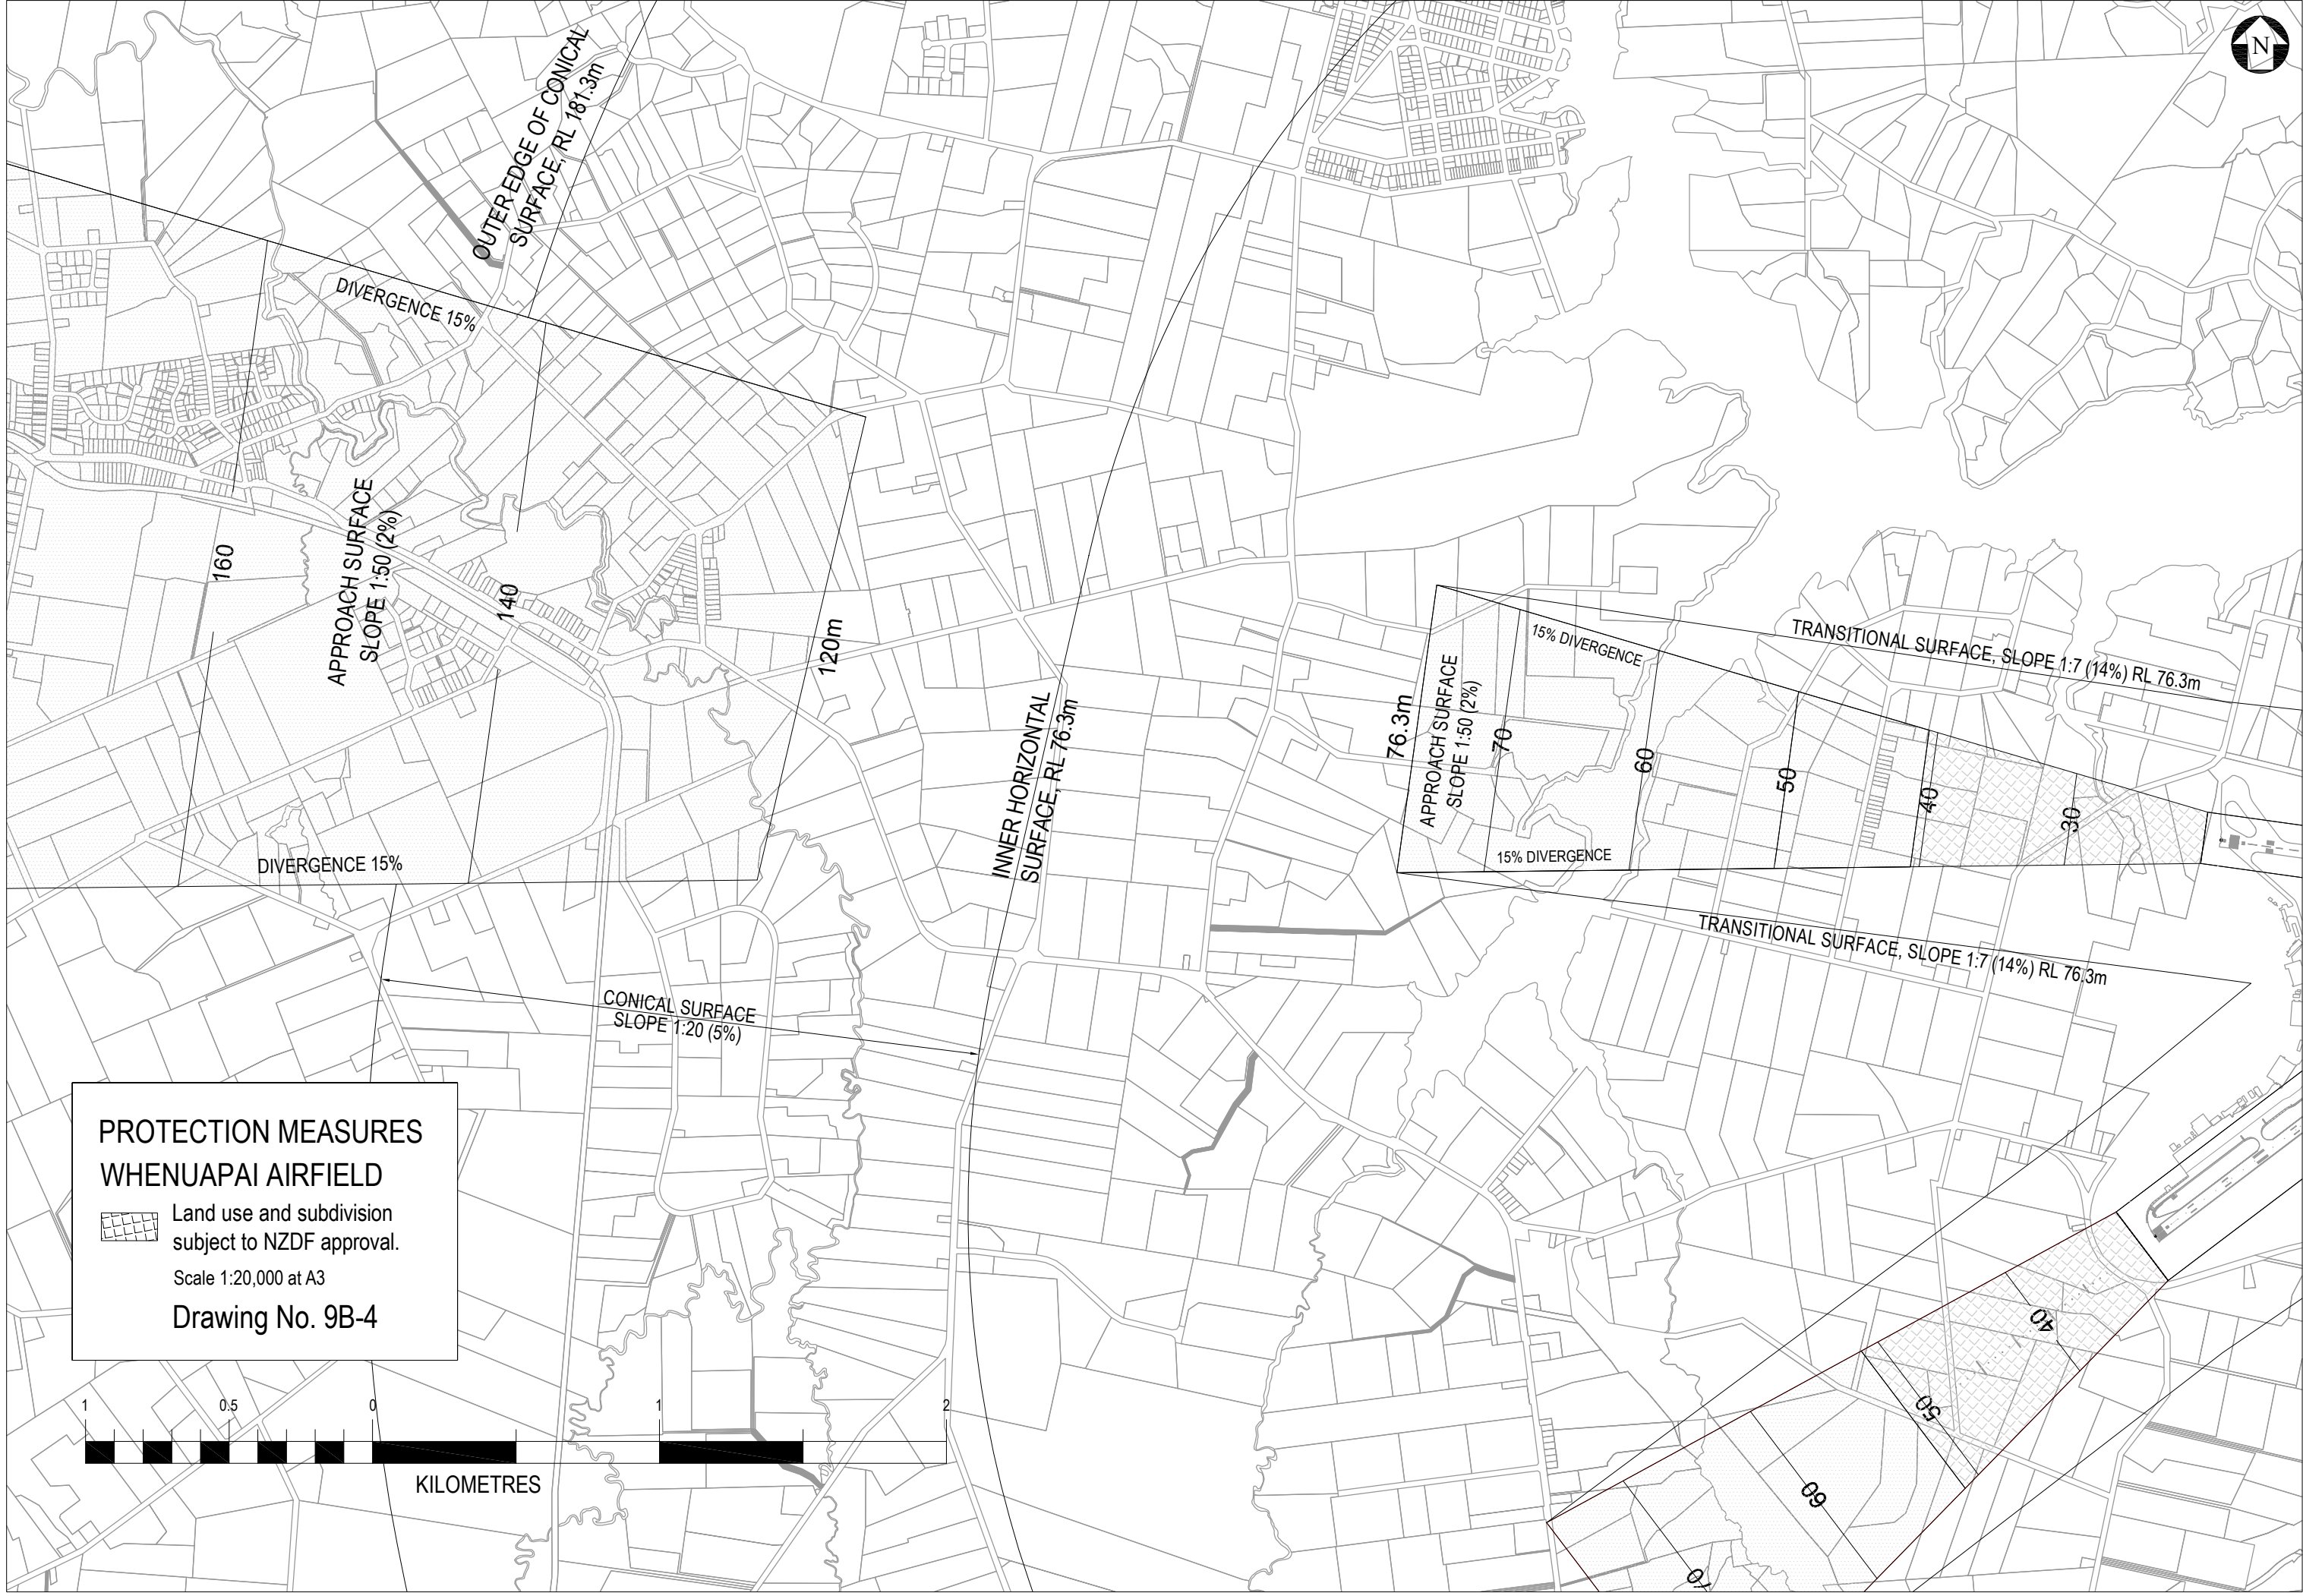 N
OUTER EDGE OF CONICAL
SURFACE, RL 181.3m
DIVERGENCE 15%
APPROACH SURFACE
SLOPE 1:50 (2%)
160
140
120m
DIVERGENCE 15%
INNER HORIZONTAL
SURFACE, RL 76.3m
CONICAL SURFACE
SLOPE 1:20 (5%)
76.3m
APPROACH SURFACE
SLOPE 1:50 (2%)
70
15% DIVERGENCE
60
50
40
30
15% DIVERGENCE
TRANSITIONAL SURFACE, SLOPE 1:7 (14%) RL 76.3m
TRANSITIONAL SURFACE, SLOPE 1:7 (14%) RL 76.3m
40
50
60
70
PROTECTION MEASURES
WHENUAPAI AIRFIELD
Land use and subdivision
subject to NZDF approval.
Scale 1:20,000 at A3
Drawing No. 9B-4
1 0.5 0 1 2
KILOMETRES